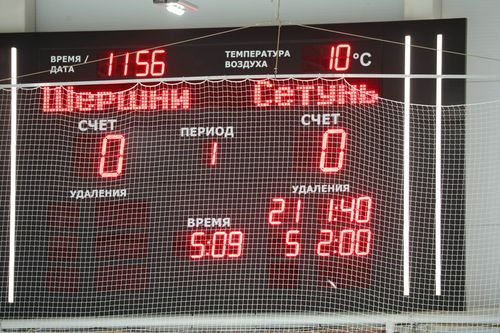 ВРЕМЯ / ДАТА 1156 ТЕМПЕРАТУРА ВОЗДУХА 10°C
Шершни Сетунь
СЧЕТ ПЕРИОД СЧЕТ
0 1 0
УДАЛЕНИЯ УДАЛЕНИЯ
21 1:40
ВРЕМЯ
5:09 5 2:00